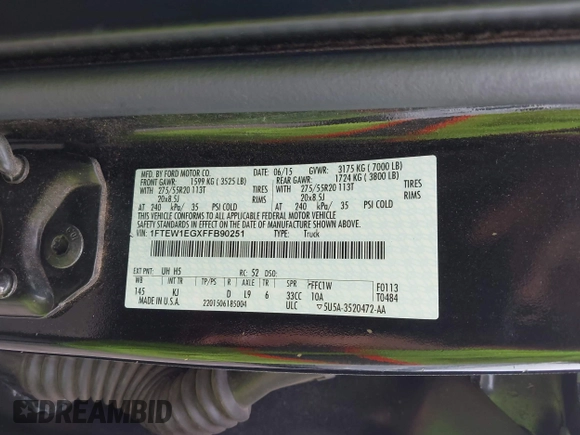 MFD. BY FORD MOTOR CO. DATE: 06/15 GVWR: 3175 KG ( 7000 LB)
FRONT GAWR: 1599 KG ( 3525 LB) REAR GAWR: 1724 KG ( 3800 LB)
WITH 275/55R20 113T TIRES WITH 275/55R20 113T TIRES
20x8.5J RIMS 20x8.5J RIMS
AT 240 kPa/ 35 PSI COLD AT 240 kPa/ 35 PSI COLD
THIS VEHICLE CONFORMS TO ALL APPLICABLE FEDERAL MOTOR VEHICLE
SAFETY STANDARDS IN EFFECT ON THE DATE OF MANUFACTURE SHOWN ABOVE.
VIN: 1FTEW1EGXFFB90251 TYPE: Truck
EXT PNT: UH H5 RC: 52 DSO:
WB KJ TP/PS R AXLE TR SPR PFFC1W F0113
145 D L9 6 33CC 10A T0484
MADE IN U.S.A. 2201506185004 ULC ▽5U5A-3520472-AA
DREAMBID